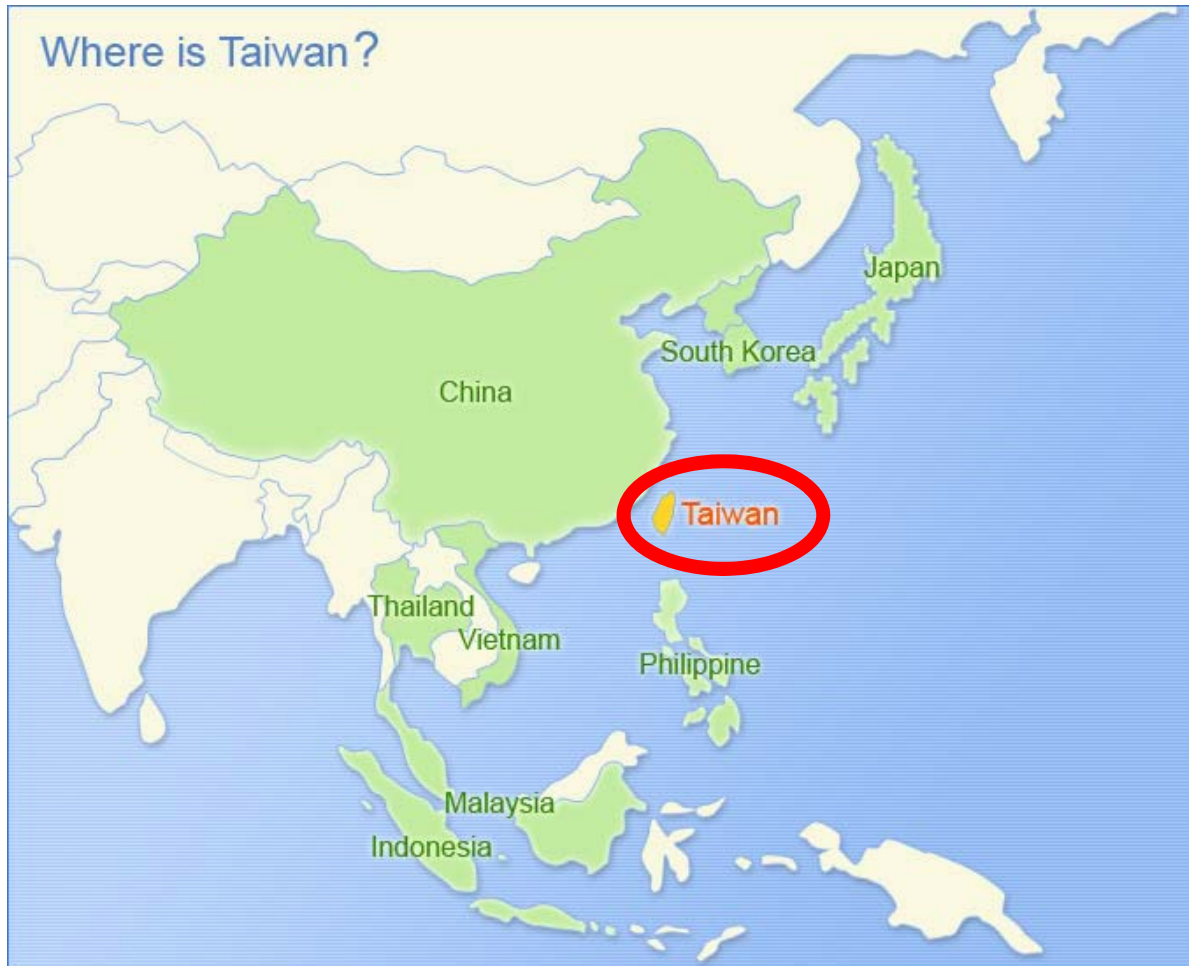 Where is Taiwan?
Japan
South Korea
China
Taiwan
Thailand
Vietnam
Philippine
Malaysia
Indonesia